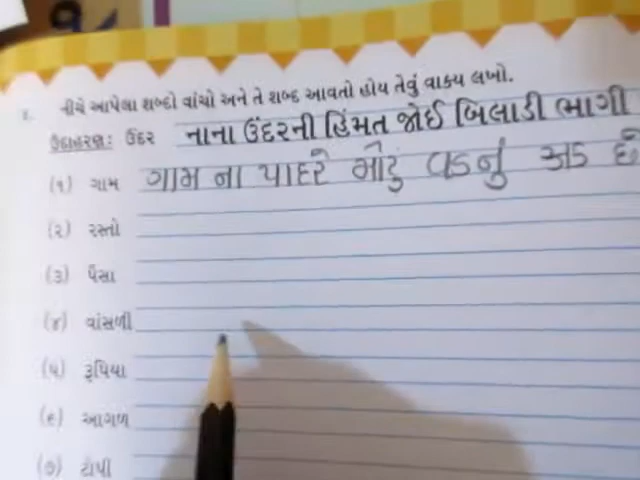 ૨. નીચે આપેલા શબ્દો વાંચો અને તે શબ્દ આવતો હોય તેવું વાક્ય લખો.
ઉદાહરણઃ ઉંદર નાના ઉંદરની હિંમત જોઈ બિલાડી ભાગી
(૧) ગામ ગામ ના પાદરે મોટું વડનું ઝાડ છે
(૨) રસ્તો
(૩) પૈસા
(૪) વાંસળી
(૫) રૂપિયા
(૬) આગળ
(૭) ટોપી